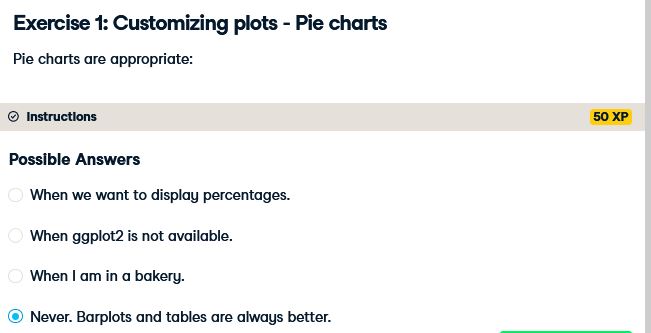 Exercise 1: Customizing plots - Pie charts
Pie charts are appropriate:
Instructions
50 XP
Possible Answers
When we want to display percentages.
When ggplot2 is not available.
When I am in a bakery.
Never. Barplots and tables are always better.